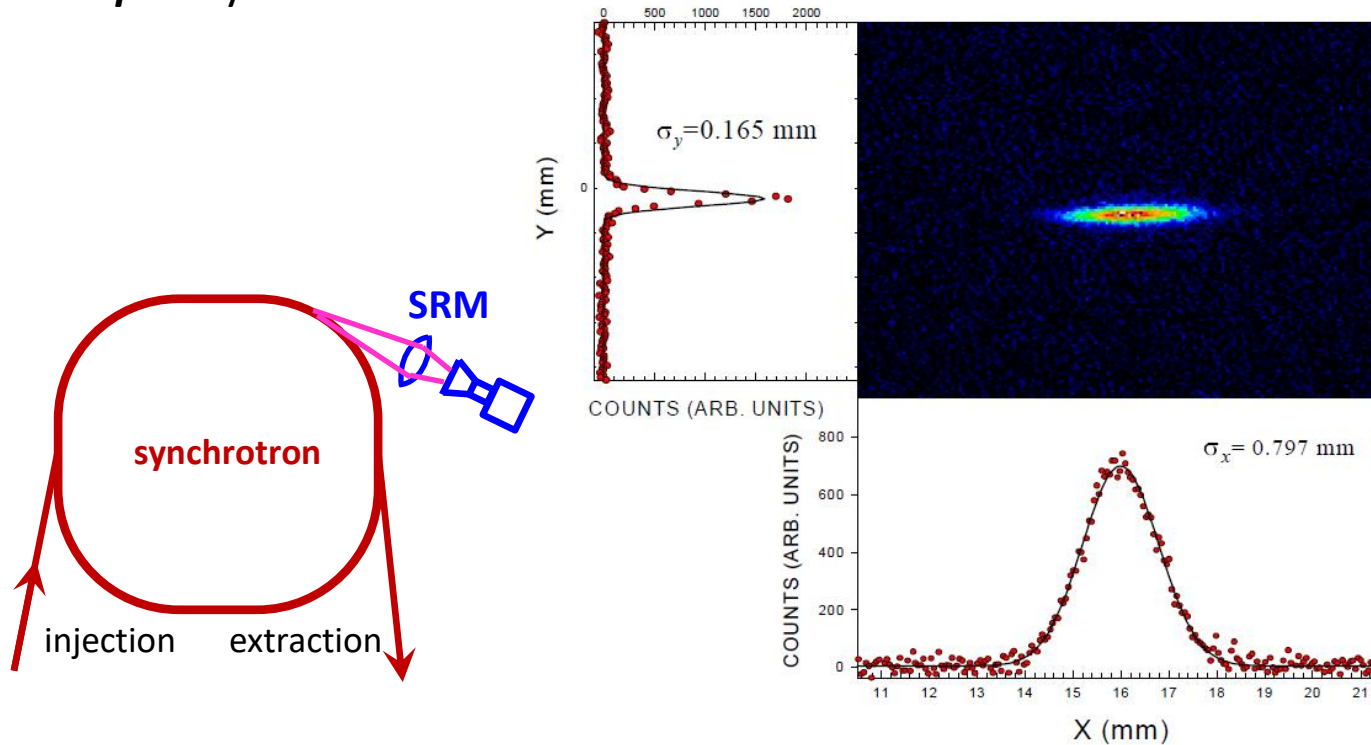 0 500 1000 1500 2000
σy=0.165 mm
Y (mm)
0
COUNTS (ARB. UNITS)
SRM
synchrotron
injection extraction
σx= 0.797 mm
COUNTS (ARB. UNITS)
800
600
400
200
0
11 12 13 14 15 16 17 18 19 20 21
X (mm)